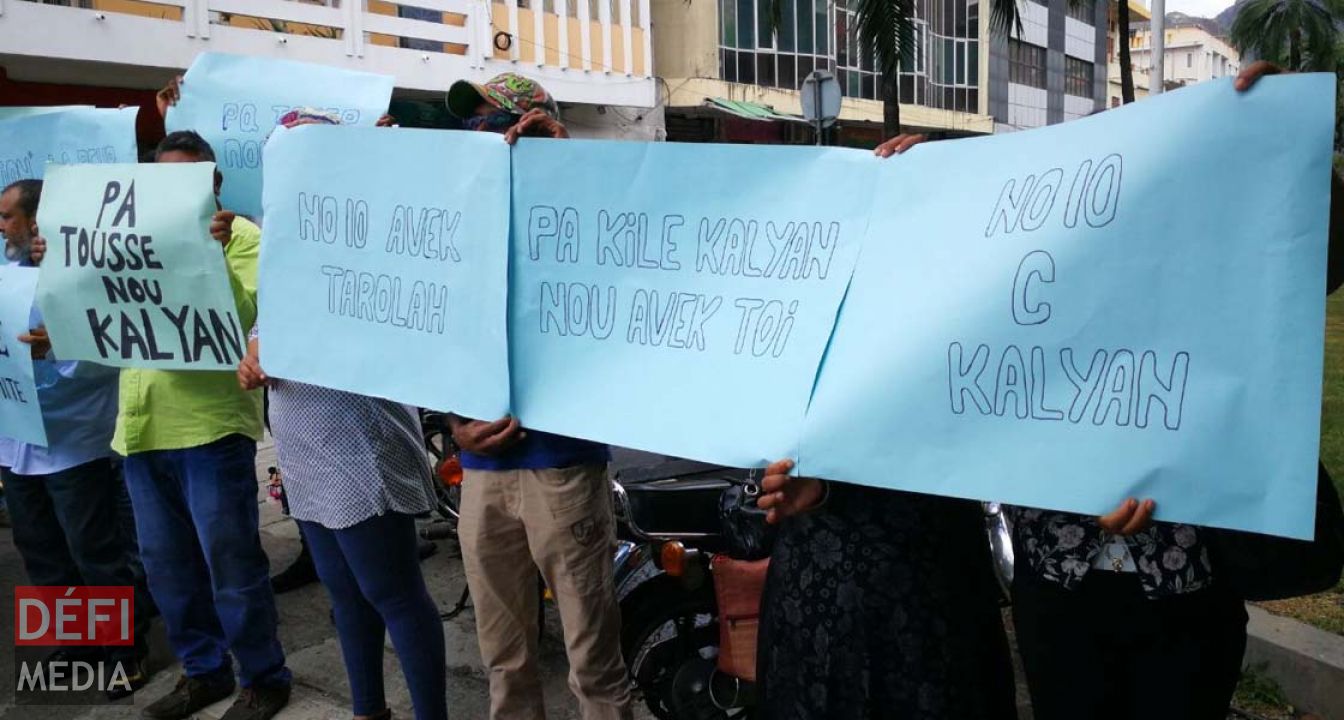 PA
TOUSSE
NOU
KALYAN
NO 10 AVEK
TAROLAH
PA KILE KALYAN
NOU AVEK TOI
NO 10
C
KALYAN
DÉFI
MEDIA